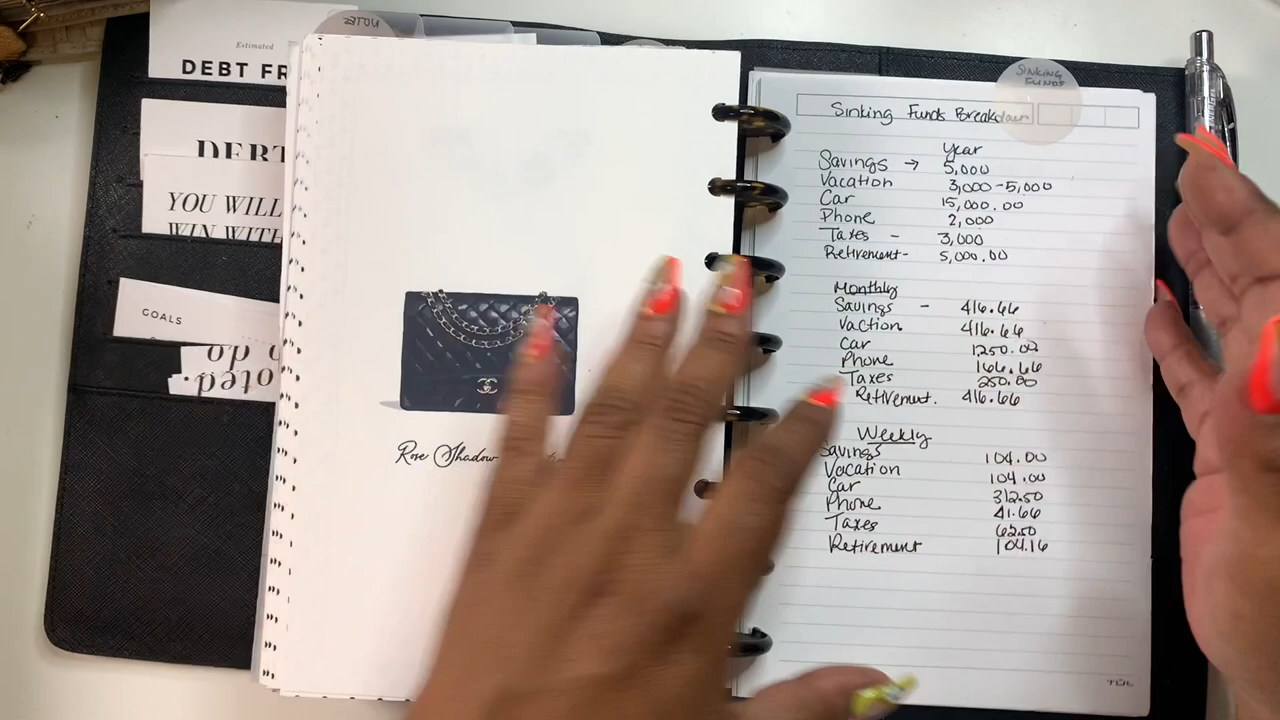 NOTES
Estimated
DEBT FR
DEBT
YOU WILL
WIN WITH
GOALS
do
noted.
Rose Shadow
SINKING
FUNDS
Sinking Funds Breakdown
Year
Savings → 5,000
Vacation 3,000-5,000
Car 15,000.00
Phone 2,000
Taxes - 3,000
Retirement- 5,000.00
Monthly
Savings - 416.66
Vaction 416.66
Car 1250.00
Phone 166.66
Taxes 250.00
Retirement. 416.66
Weekly
Savings 104.00
Vacation 104.00
Car 312.50
Phone 41.66
Taxes 62.50
Retirement 104.16
TUL